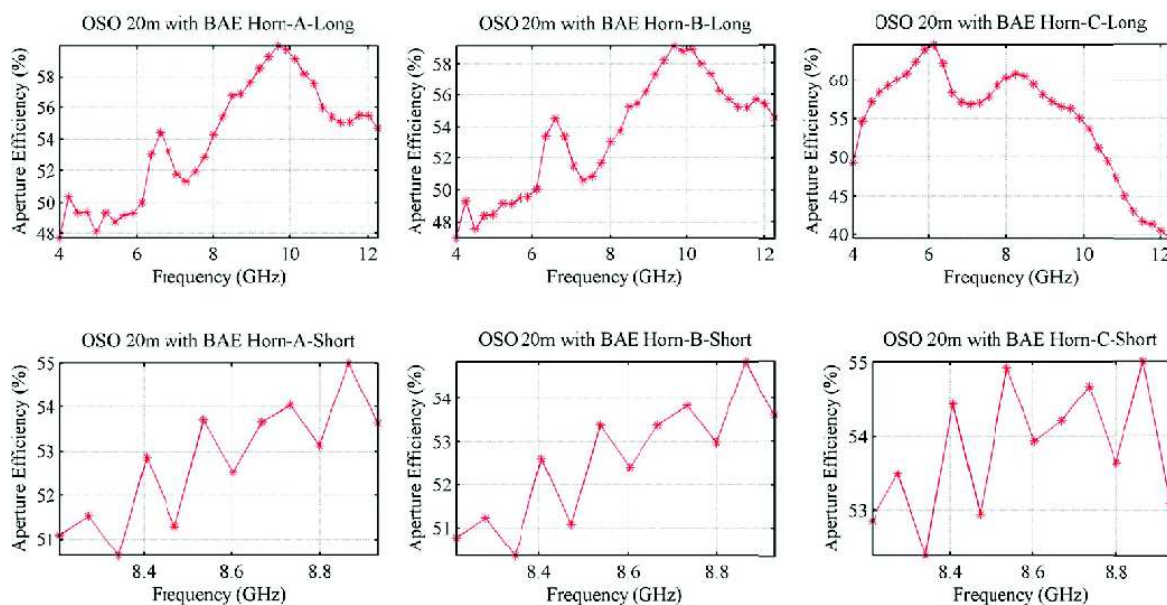 OSO 20m with BAE Horn-A-Long
Aperture Efficiency (%)
58
56
54
52
50
48
4 6 8 10 12
Frequency (GHz)
OSO 20m with BAE Horn-B-Long
Aperture Efficiency (%)
58
56
54
52
50
48
4 6 8 10 12
Frequency (GHz)
OSO 20m with BAE Horn-C-Long
Aperture Efficiency (%)
60
50
40
4 6 8 10 12
Frequency (GHz)
OSO 20m with BAE Horn-A-Short
Aperture Efficiency (%)
55
54
53
52
51
8.4 8.6 8.8
Frequency (GHz)
OSO 20m with BAE Horn-B-Short
Aperture Efficiency (%)
54
53
52
51
8.4 8.6 8.8
Frequency (GHz)
OSO 20m with BAE Horn-C-Short
Aperture Efficiency (%)
55
54
53
8.4 8.6 8.8
Frequency (GHz)